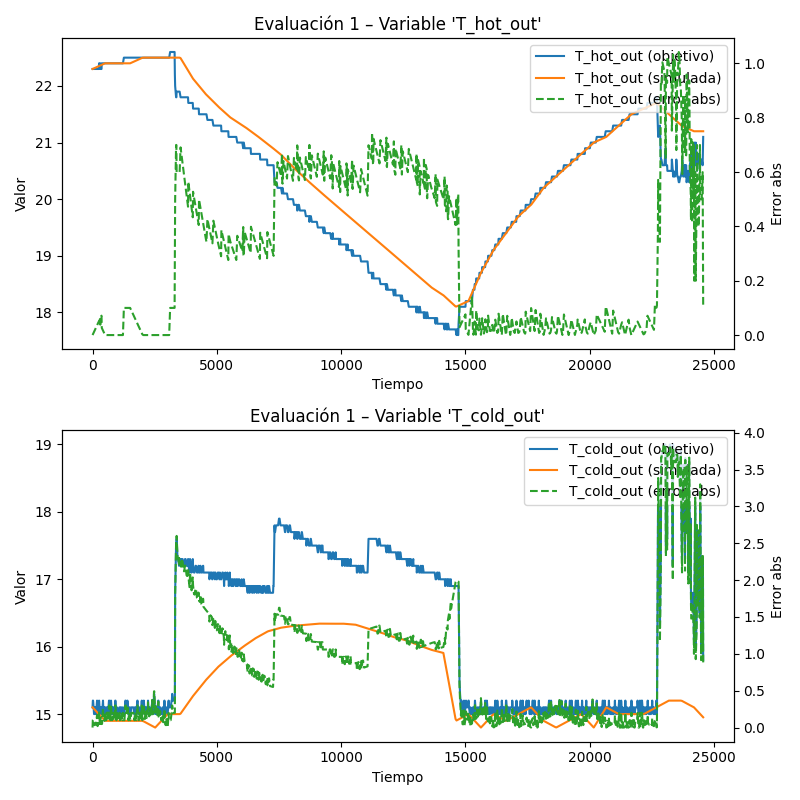 Evaluación 1 – Variable 'T_hot_out'
T_hot_out (objetivo)
T_hot_out (simulada)
T_hot_out (error abs)
22
21
20
19
18
Valor
1.0
0.8
0.6
0.4
0.2
0.0
Error abs
0
5000
10000
15000
20000
25000
Tiempo
Evaluación 1 – Variable 'T_cold_out'
T_cold_out (objetivo)
T_cold_out (simulada)
T_cold_out (error abs)
19
18
17
16
15
Valor
4.0
3.5
3.0
2.5
2.0
1.5
1.0
0.5
0.0
Error abs
0
5000
10000
15000
20000
25000
Tiempo